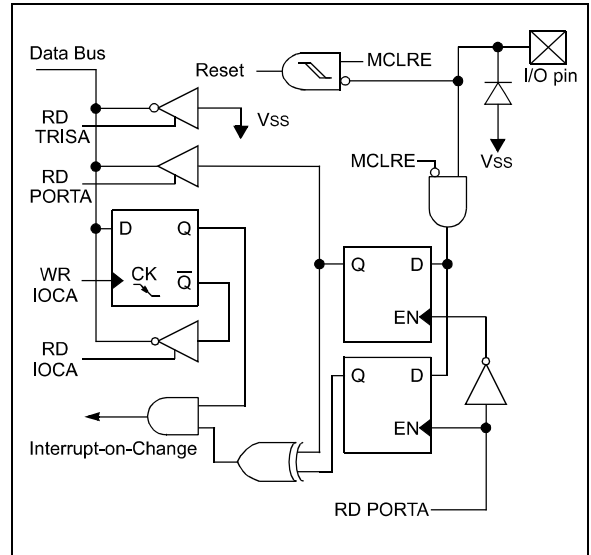 Data Bus
MCLRE
Reset
I/O pin
RD
TRISA
VSS
VSS
RD
PORTA
MCLRE
D Q
WR
IOCA
CK
Q
Q D
EN
RD
IOCA
Q D
EN
Interrupt-on-Change
RD PORTA